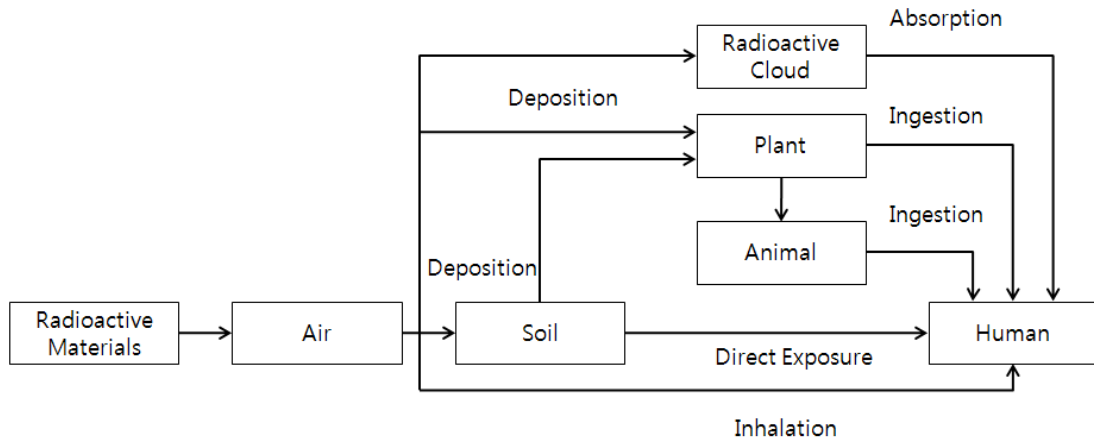 Absorption
Radioactive
Cloud
Deposition
Ingestion
Plant
Ingestion
Animal
Deposition
Radioactive
Materials
Air
Soil
Human
Direct Exposure
Inhalation